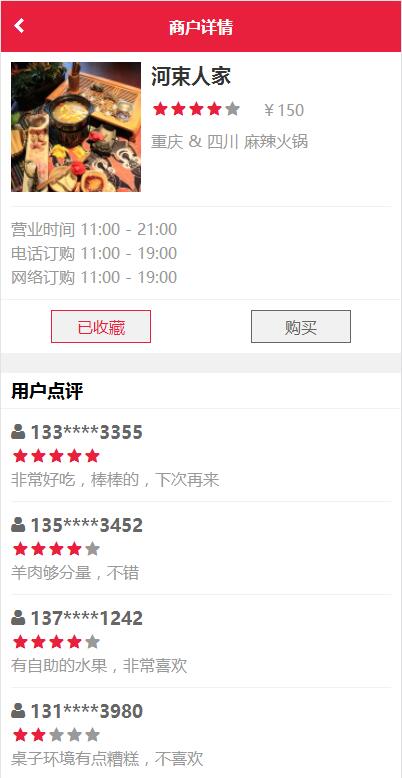 商户详情
河束人家
￥150
重庆 & 四川 麻辣火锅
营业时间 11:00 - 21:00
电话订购 11:00 - 19:00
网络订购 11:00 - 19:00
已收藏
购买
用户点评
133****3355
非常好吃，棒棒的，下次再来
135****3452
羊肉够分量，不错
137****1242
有自助的水果，非常喜欢
131****3980
桌子环境有点糟糕，不喜欢